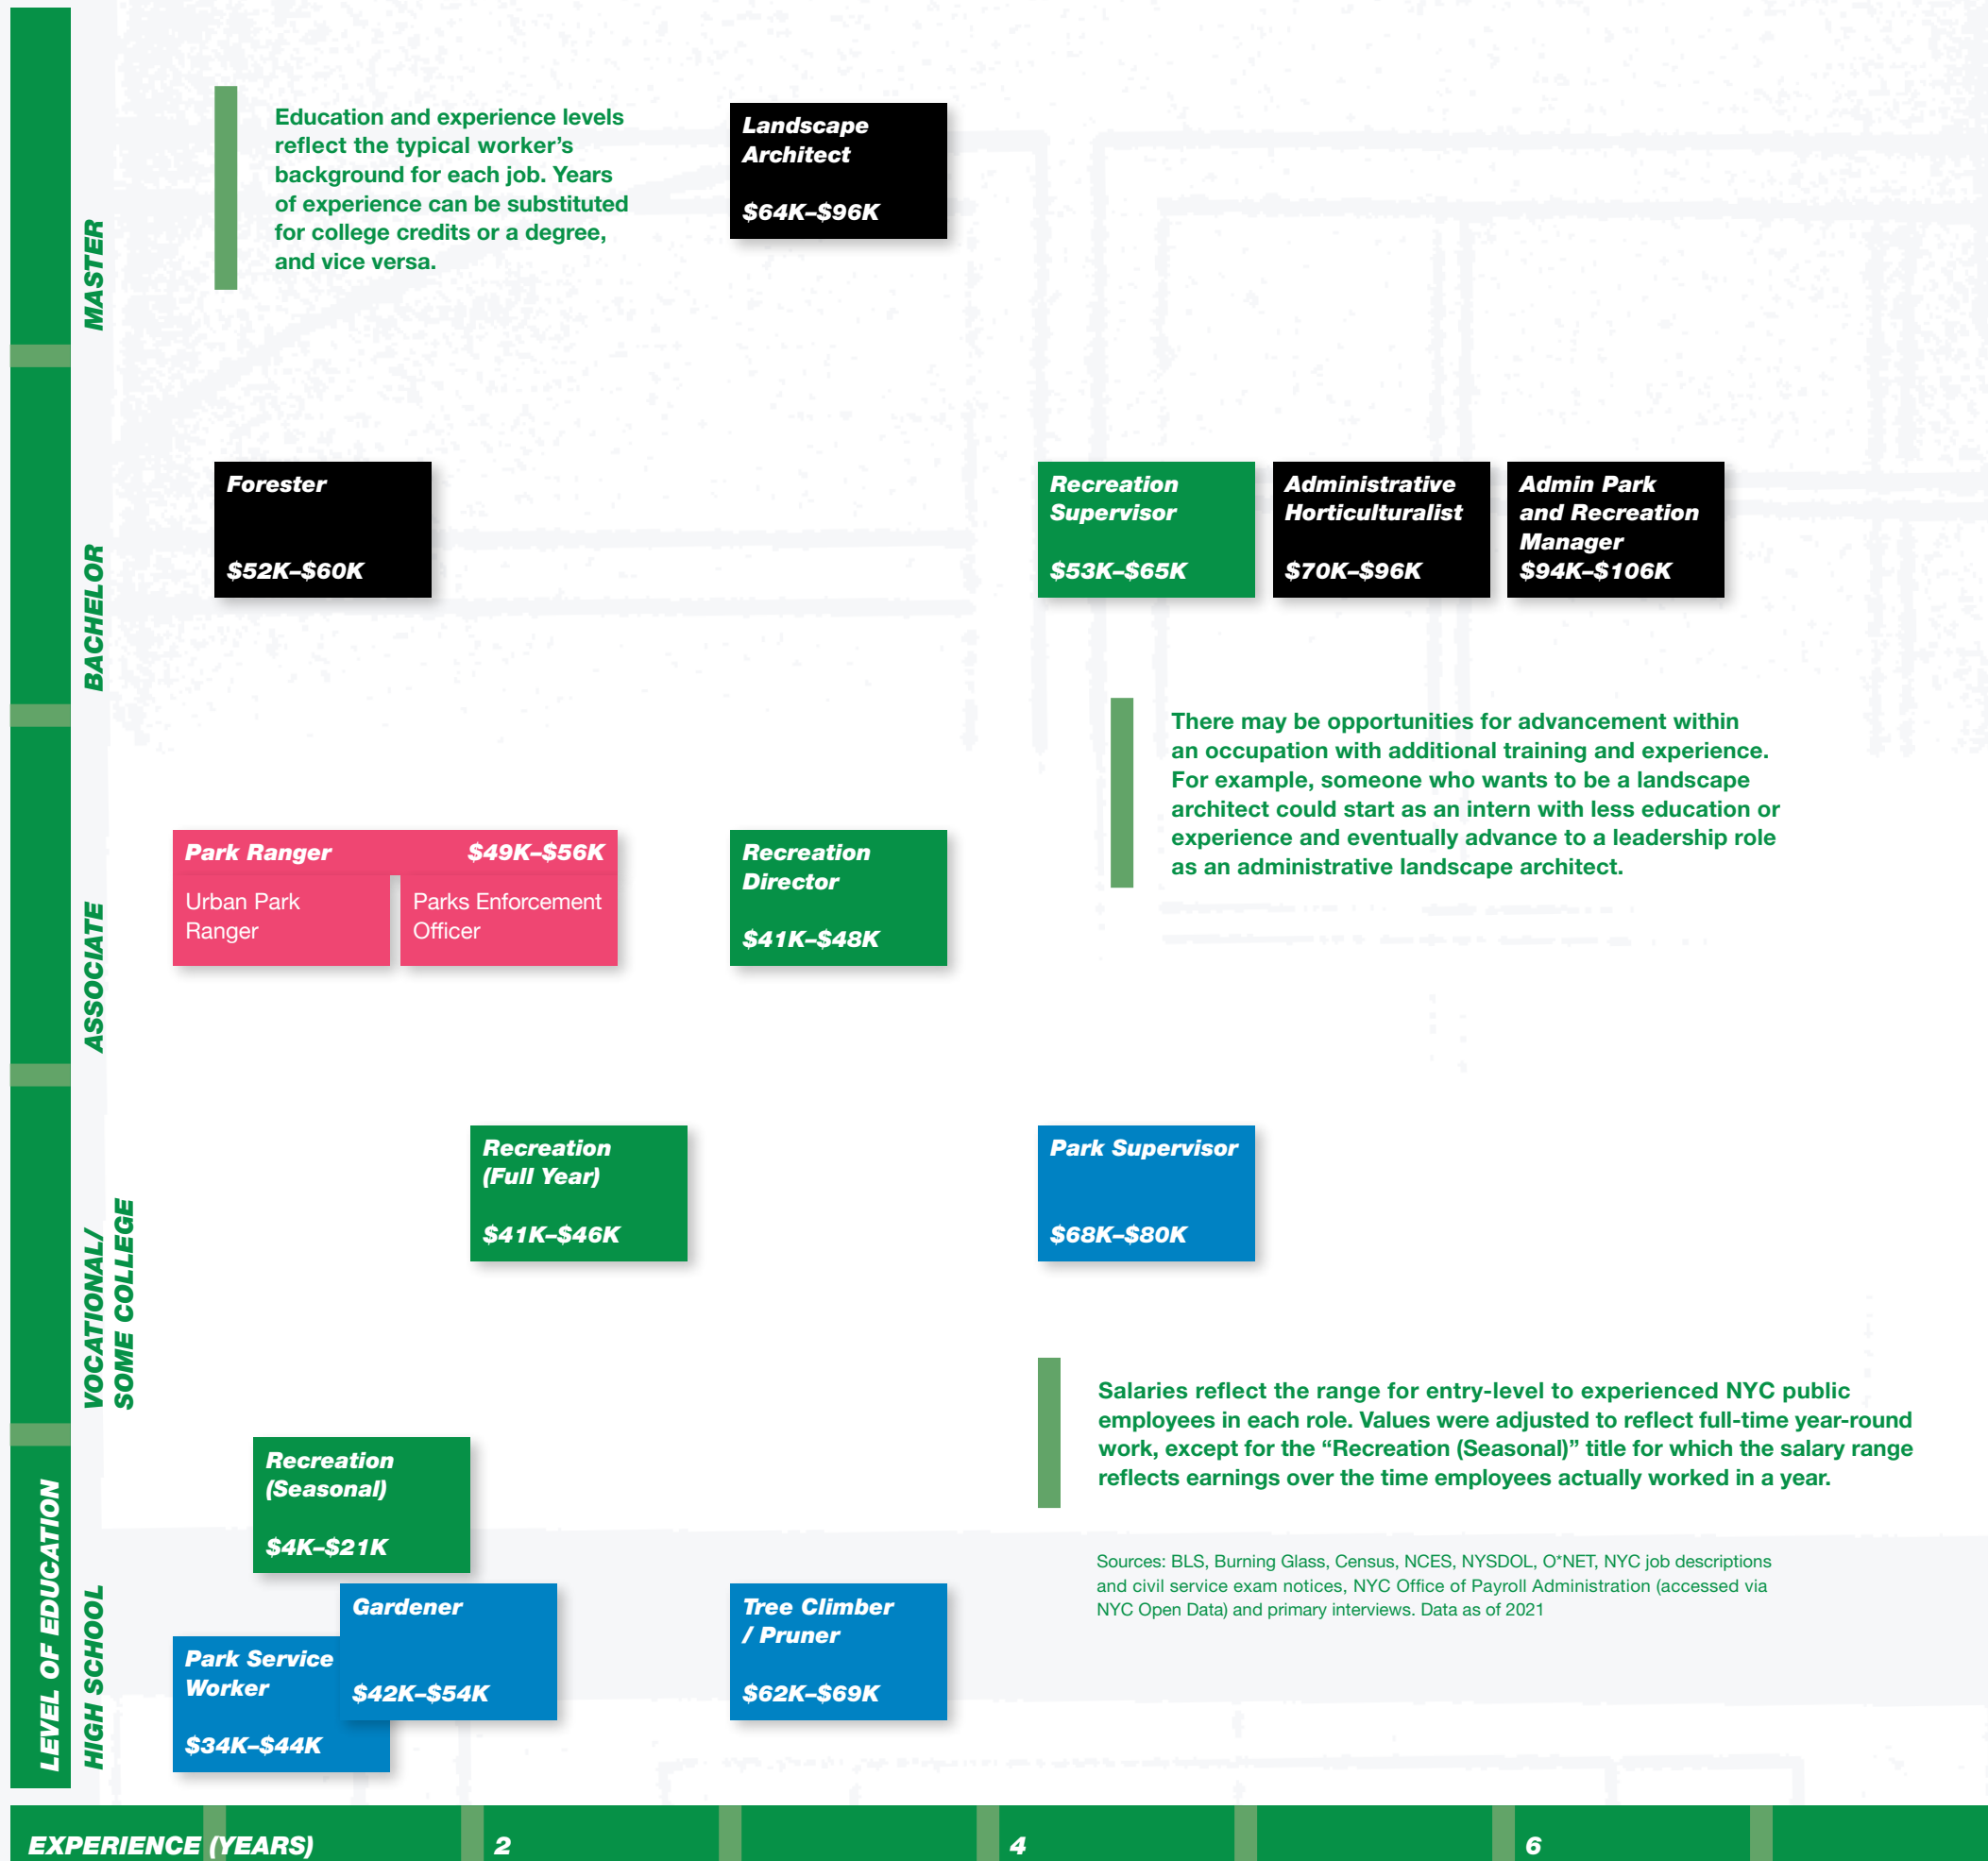 Education and experience levels
reflect the typical worker’s
background for each job. Years
of experience can be substituted
for college credits or a degree,
and vice versa.
Landscape
Architect
$64K–$96K
MASTER
Forester
$52K–$60K
Recreation
Supervisor
$53K–$65K
Administrative
Horticulturalist
$70K–$96K
Admin Park
and Recreation
Manager
$94K–$106K
BACHELOR
There may be opportunities for advancement within
an occupation with additional training and experience.
For example, someone who wants to be a landscape
architect could start as an intern with less education or
experience and eventually advance to a leadership role
as an administrative landscape architect.
Park Ranger $49K–$56K
Urban Park
Ranger
Parks Enforcement
Officer
Recreation
Director
$41K–$48K
ASSOCIATE
Recreation
(Full Year)
$41K–$46K
Park Supervisor
$68K–$80K
VOCATIONAL/
SOME COLLEGE
Salaries reflect the range for entry-level to experienced NYC public
employees in each role. Values were adjusted to reflect full-time year-round
work, except for the “Recreation (Seasonal)” title for which the salary range
reflects earnings over the time employees actually worked in a year.
Recreation
(Seasonal)
$4K–$21K
Sources: BLS, Burning Glass, Census, NCES, NYSDOL, O*NET, NYC job descriptions
and civil service exam notices, NYC Office of Payroll Administration (accessed via
NYC Open Data) and primary interviews. Data as of 2021
Gardener
$42K–$54K
Tree Climber
/ Pruner
$62K–$69K
Park Service
Worker
$34K–$44K
LEVEL OF EDUCATION
HIGH SCHOOL
EXPERIENCE (YEARS) 2 4 6